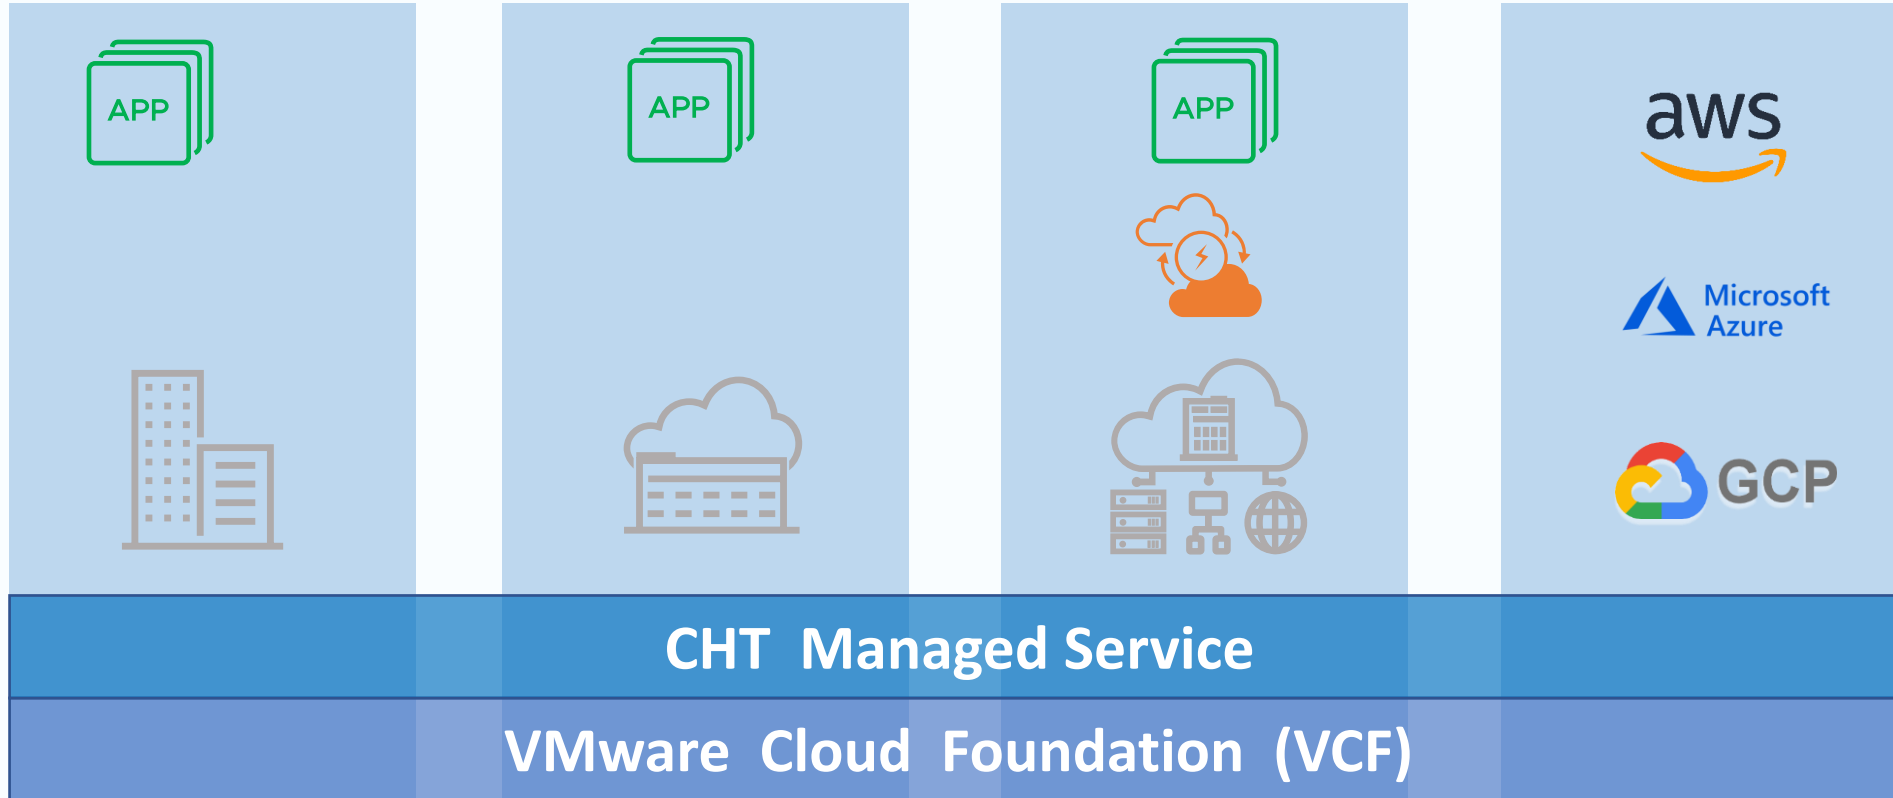 APP
APP
APP
aws
Microsoft
Azure
GCP
CHT Managed Service
VMware Cloud Foundation (VCF)